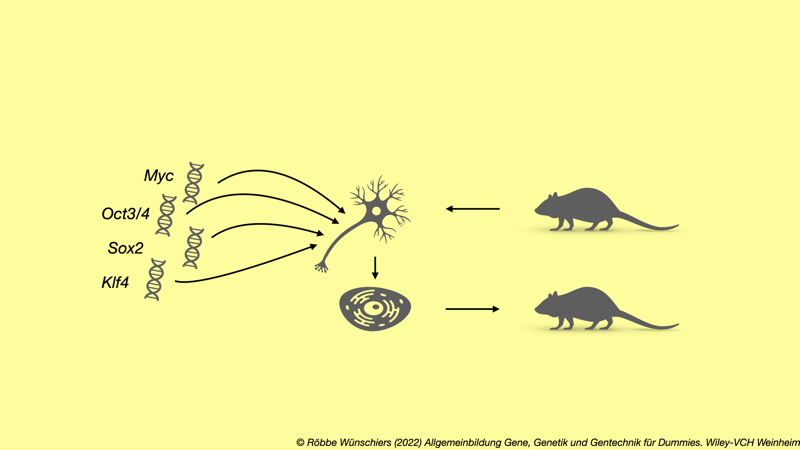 Myc
Oct3/4
Sox2
Klf4
© Röbbe Wünschiers (2022) Allgemeinbildung Gene, Genetik und Gentechnik für Dummies. Wiley-VCH Weinheim